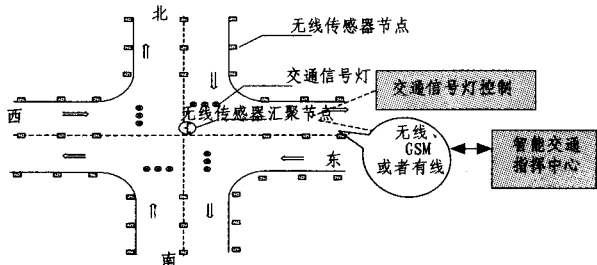 北
无线传感器节点
交通信号灯
交通信号灯控制
西
无线传感器汇聚节点
无线、
GSM
或者有线
智能交通
指挥中心
东
南